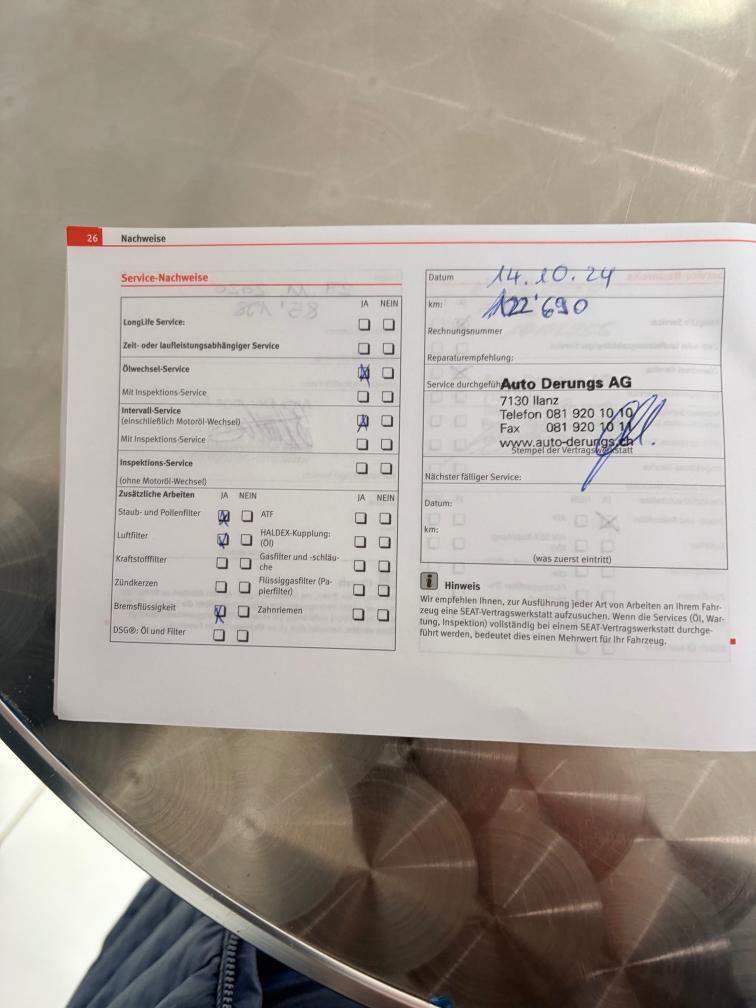 26 Nachweise
Service-Nachweise
JA NEIN
LongLife Service:
Zeit- oder laufleistungsabhängiger Service
Ölwechsel-Service
Mit Inspektions-Service
Intervall-Service
(einschließlich Motoröl-Wechsel)
Mit Inspektions-Service
Inspektions-Service
(ohne Motoröl-Wechsel)
Zusätzliche Arbeiten JA NEIN JA NEIN
Staub- und Pollenfilter ATF
Luftfilter HALDEX-Kupplung:
(Öl)
Kraftstofffilter Gasfilter und -schläu-
che
Zündkerzen Flüssiggasfilter (Pa-
pierfilter)
Bremsflüssigkeit Zahnriemen
DSG®: Öl und Filter
Datum 14.10.24
km: 122'690
Rechnungsnummer
Reparaturempfehlung:
Service durchgefüh Auto Derungs AG
7130 Ilanz
Telefon 081 920 10 10
Fax 081 920 10 11
www.auto-derungs.ch
Stempel der Vertragswerkstatt
Nächster fälliger Service:
Datum:
km:
(was zuerst eintritt)
i Hinweis
Wir empfehlen Ihnen, zur Ausführung jeder Art von Arbeiten an Ihrem Fahr-
zeug eine SEAT-Vertragswerkstatt aufzusuchen. Wenn die Services (Öl, War-
tung, Inspektion) vollständig bei einem SEAT-Vertragswerkstatt durchge-
führt werden, bedeutet dies einen Mehrwert für Ihr Fahrzeug.